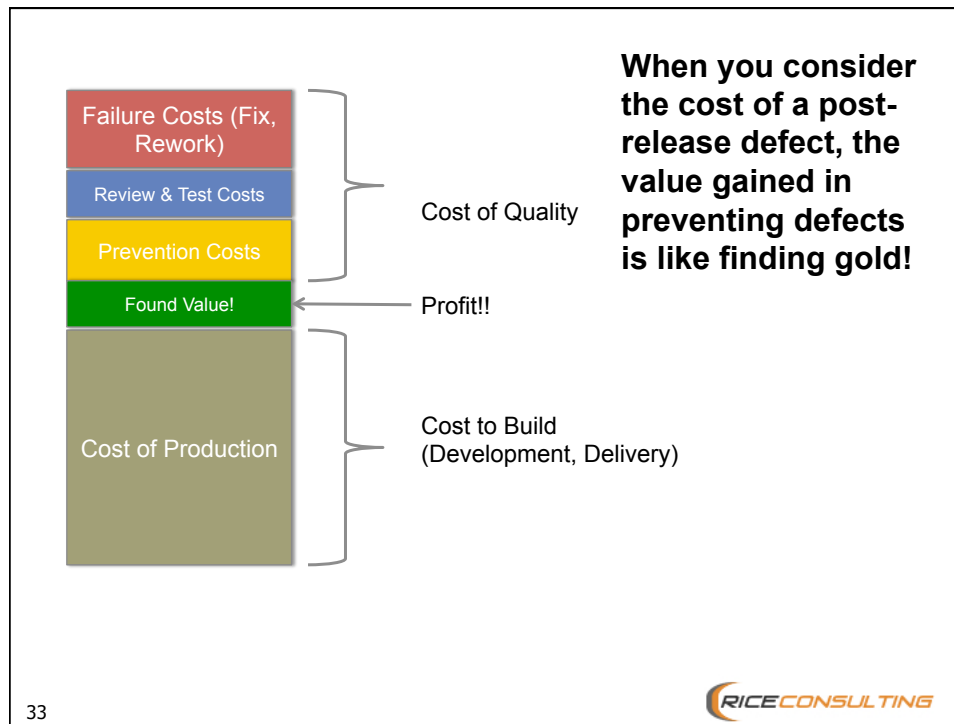 When you consider
the cost of a post-
release defect, the
value gained in
preventing defects
is like finding gold!
Failure Costs (Fix,
Rework)
Review & Test Costs
Prevention Costs
Cost of Quality
Found Value!
Profit!!
Cost of Production
Cost to Build
(Development, Delivery)
33
RICECONSULTING